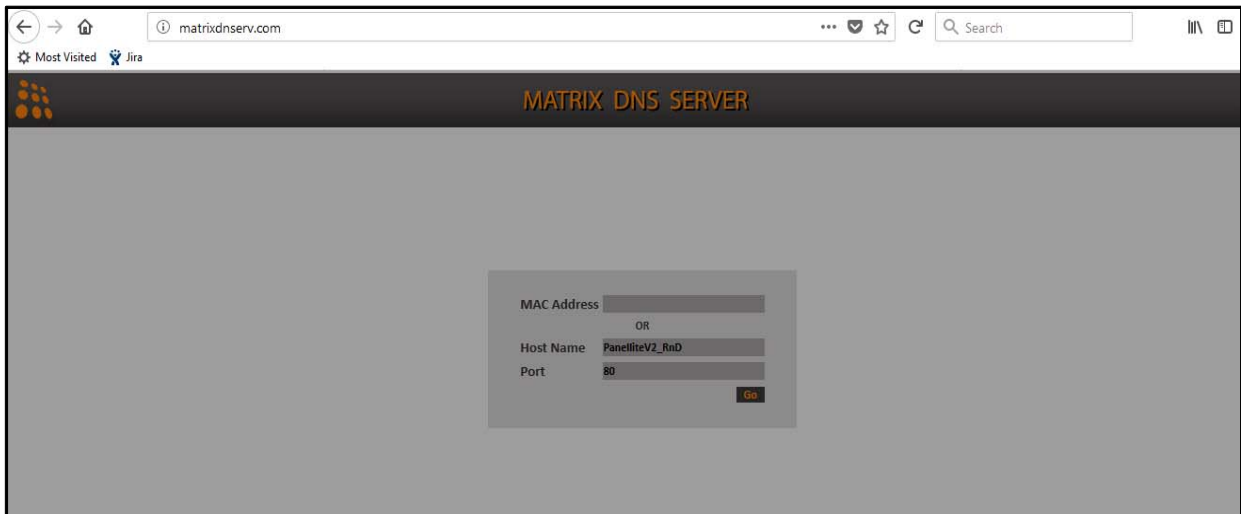 matrixdnserv.com
Search
Most Visited Jira
MATRIX DNS SERVER
MAC Address
OR
Host Name PanelliteV2_RnD
Port 80
Go